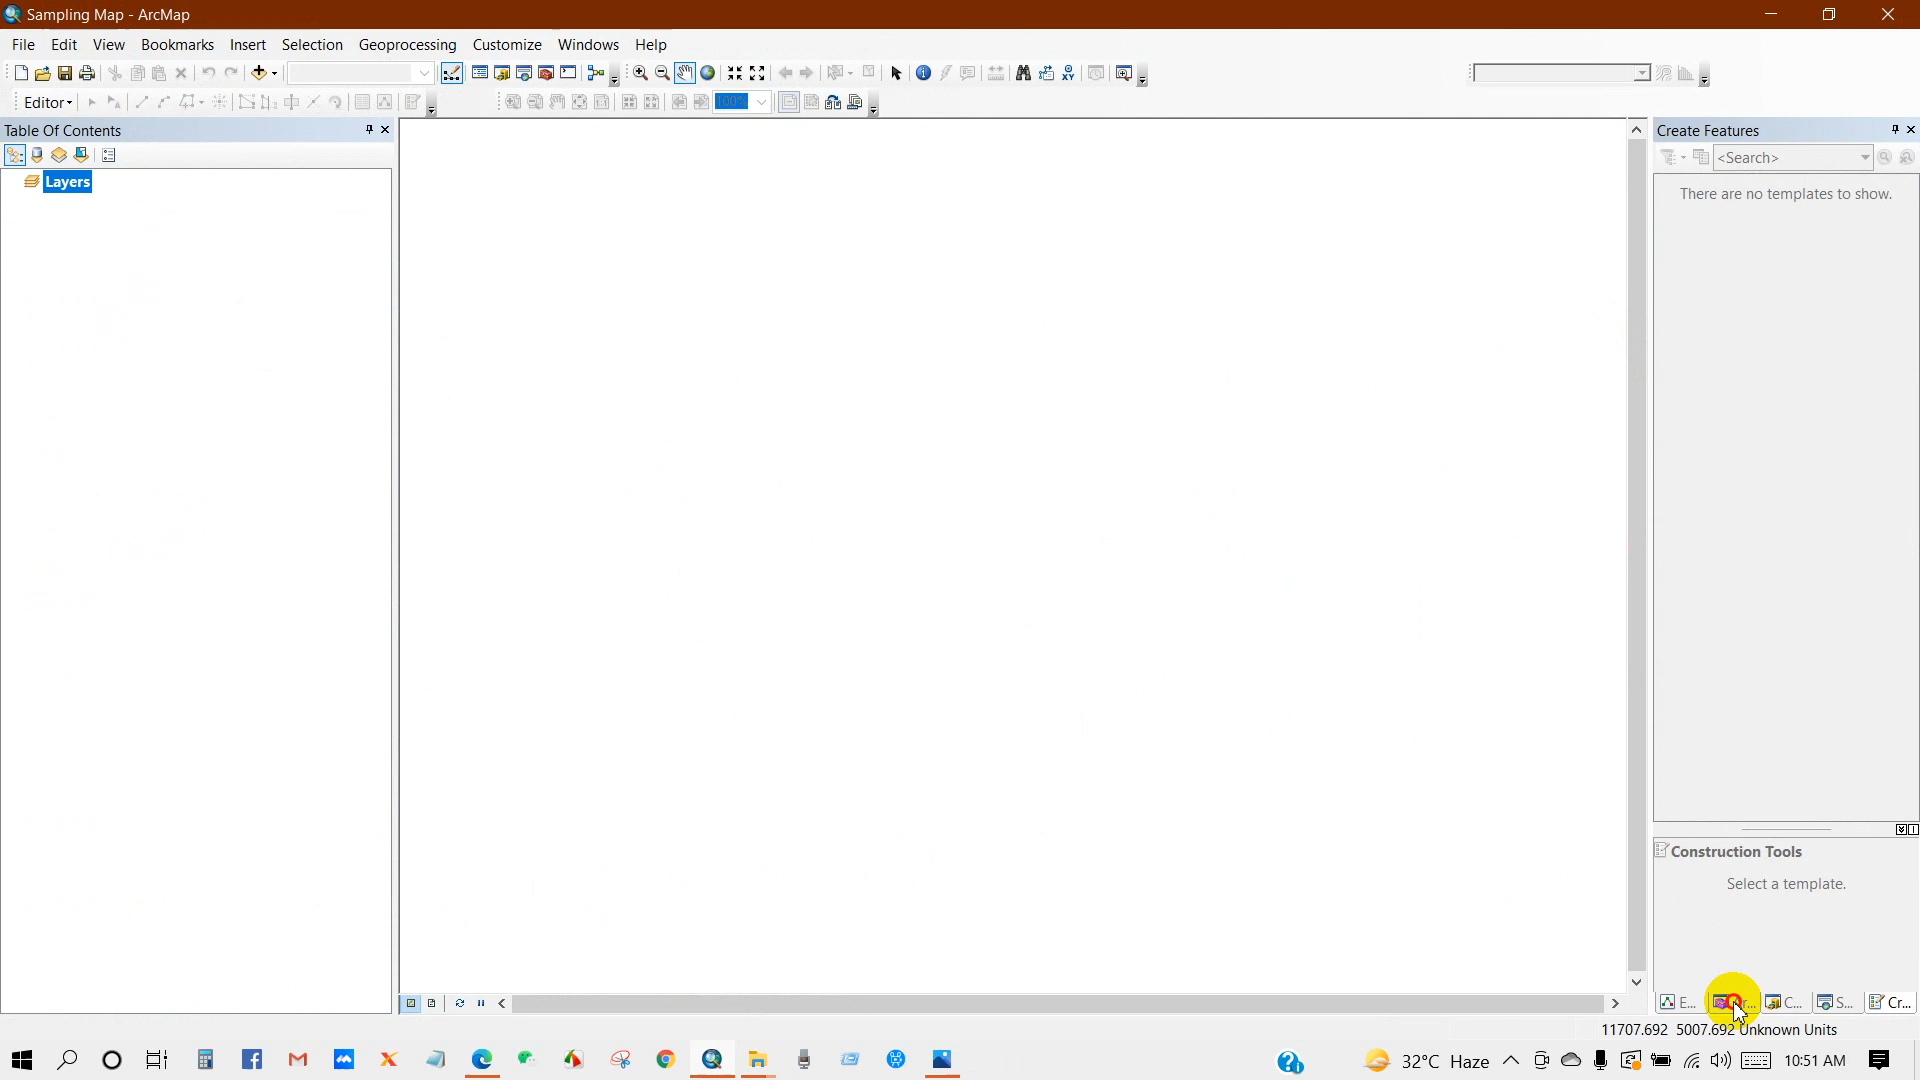 Sampling Map - ArcMap
File Edit View Bookmarks Insert Selection Geoprocessing Customize Windows Help
Editor
100%
Table Of Contents
Layers
Create Features
<Search>
There are no templates to show.
Construction Tools
Select a template.
E... C... S... Cr...
11707.692 5007.692 Unknown Units
32°C Haze 10:51 AM